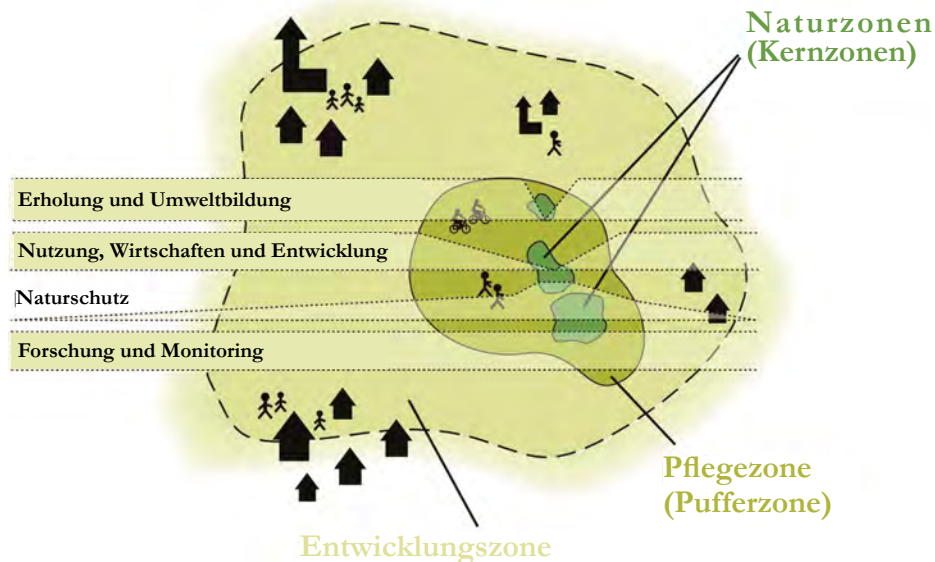 Naturzonen
(Kernzonen)
Erholung und Umweltbildung
Nutzung, Wirtschaften und Entwicklung
Naturschutz
Forschung und Monitoring
Pflegezone
(Pufferzone)
Entwicklungszone